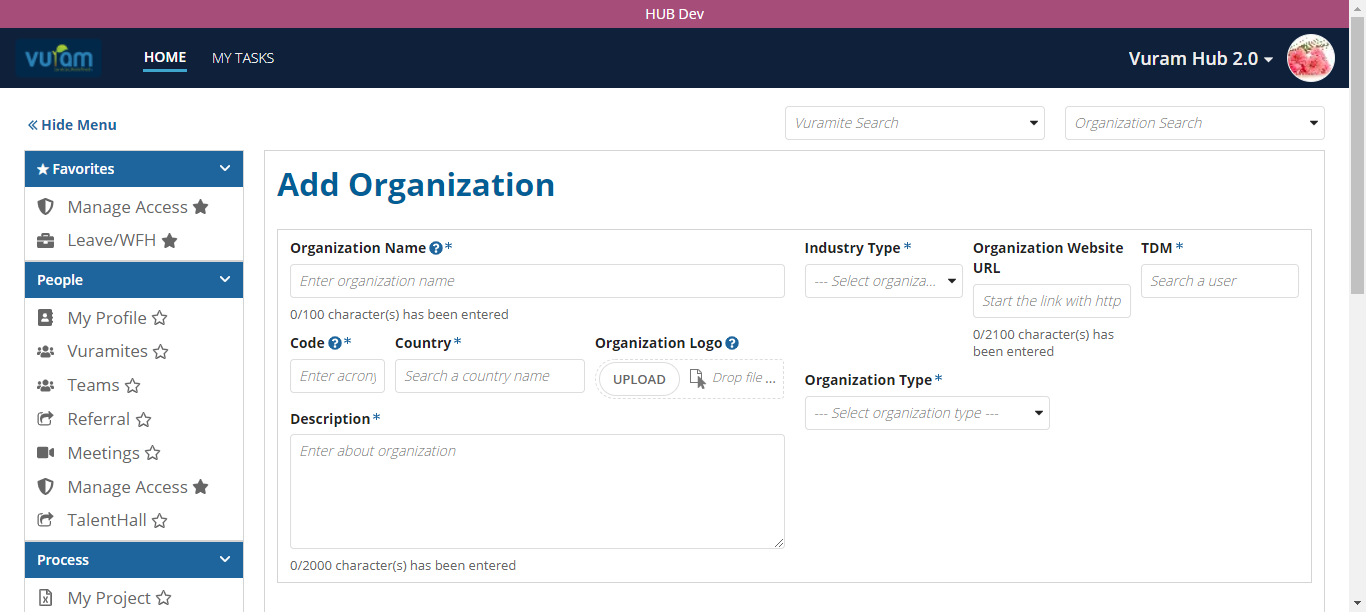 HUB Dev
vuram
HOME
MY TASKS
Vuram Hub 2.0
Hide Menu
Vuramite Search
Organization Search
Favorites
Manage Access
Leave/WFH
People
My Profile
Vuramites
Teams
Referral
Meetings
Manage Access
TalentHall
Process
My Project
Add Organization
Organization Name ?*
Enter organization name
0/100 character(s) has been entered
Code ?*
Enter acrony
Country *
Search a country name
Organization Logo ?
UPLOAD
Drop file ...
Description *
Enter about organization
0/2000 character(s) has been entered
Industry Type *
--- Select organiza...
Organization Website
URL
Start the link with http
0/2100 character(s) has
been entered
TDM *
Search a user
Organization Type *
--- Select organization type ---